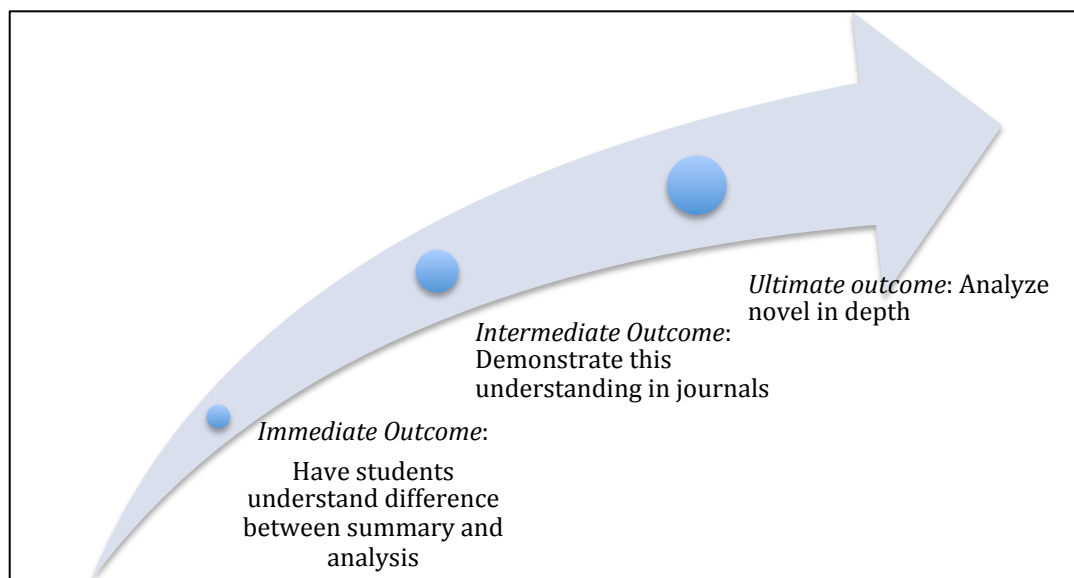 Ultimate outcome: Analyze
novel in depth
Intermediate Outcome:
Demonstrate this
understanding in journals
Immediate Outcome:
Have students
understand difference
between summary and
analysis